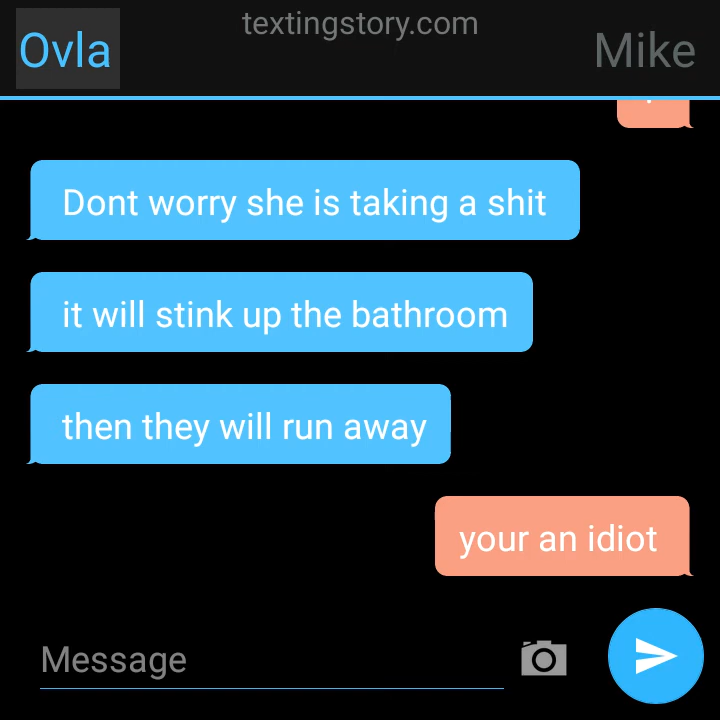 textingstory.com
Ovla
Mike
Dont worry she is taking a shit
it will stink up the bathroom
then they will run away
your an idiot
Message